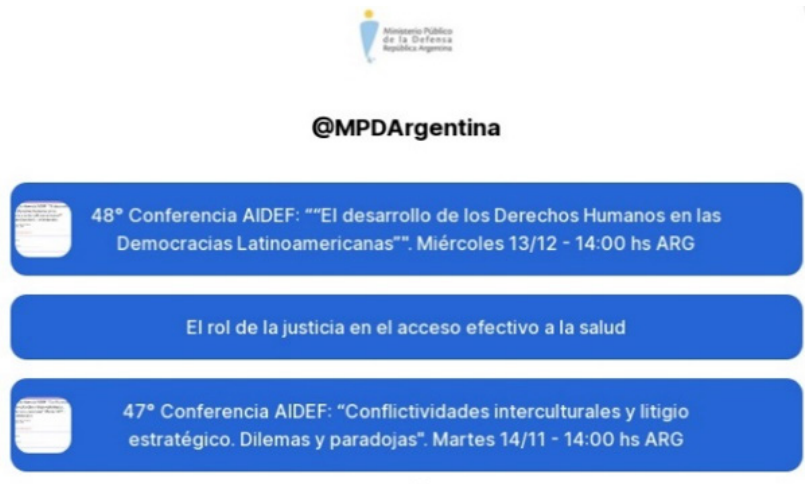 Ministerio Público
de la Defensa
República Argentina
@MPDArgentina
48° Conferencia AIDEF: ““El desarrollo de los Derechos Humanos en las
Democracias Latinoamericanas”". Miércoles 13/12 - 14:00 hs ARG
El rol de la justicia en el acceso efectivo a la salud
47° Conferencia AIDEF: “Conflictividades interculturales y litigio
estratégico. Dilemas y paradojas". Martes 14/11 - 14:00 hs ARG